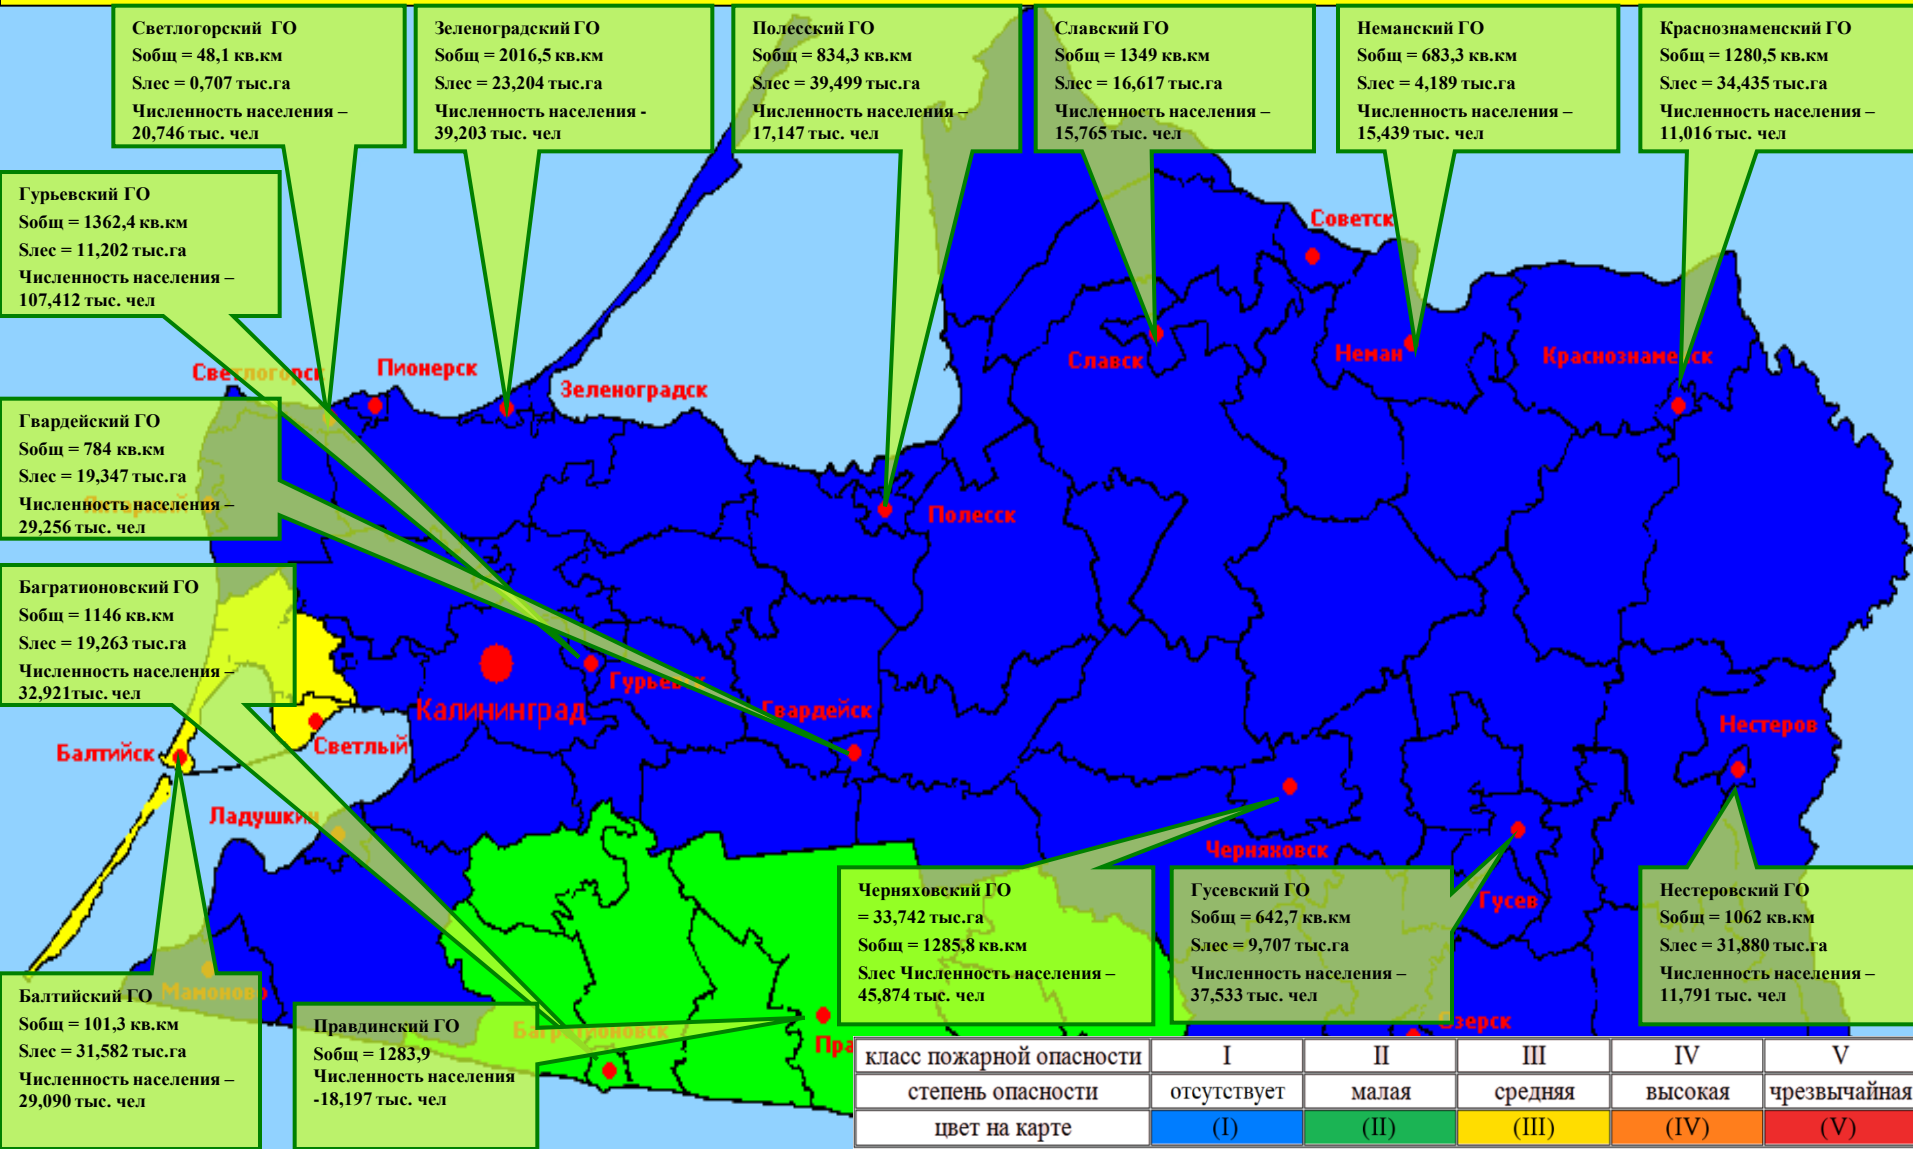 Светлогорский ГО
Sобщ = 48,1 кв.км
Sлес = 0,707 тыс.га
Численность населения –
20,746 тыс. чел
Зеленоградский ГО
Sобщ = 2016,5 кв.км
Sлес = 23,204 тыс.га
Численность населения -
39,203 тыс. чел
Полесский ГО
Sобщ = 834,3 кв.км
Sлес = 39,499 тыс.га
Численность населения –
17,147 тыс. чел
Славский ГО
Sобщ = 1349 кв.км
Sлес = 16,617 тыс.га
Численность населения –
15,765 тыс. чел
Неманский ГО
Sобщ = 683,3 кв.км
Sлес = 4,189 тыс.га
Численность населения –
15,439 тыс. чел
Краснознаменский ГО
Sобщ = 1280,5 кв.км
Sлес = 34,435 тыс.га
Численность населения –
11,016 тыс. чел
Гурьевский ГО
Sобщ = 1362,4 кв.км
Sлес = 11,202 тыс.га
Численность населения –
107,412 тыс. чел
Советск
Славск
Неман
Краснознаменск
Светлогорск
Пионерск
Зеленоградск
Гвардейский ГО
Sобщ = 784 кв.км
Sлес = 19,347 тыс.га
Численность населения –
29,256 тыс. чел
Полесск
Багратионовский ГО
Sобщ = 1146 кв.км
Sлес = 19,263 тыс.га
Численность населения –
32,921тыс. чел
Гурьевск
Калининград
Гвардейск
Нестеров
Балтийск
Светлый
Ладушкин
Черняховск
Гусев
Черняховский ГО
= 33,742 тыс.га
Sобщ = 1285,8 кв.км
Sлес Численность населения –
45,874 тыс. чел
Гусевский ГО
Sобщ = 642,7 кв.км
Sлес = 9,707 тыс.га
Численность населения –
37,533 тыс. чел
Нестеровский ГО
Sобщ = 1062 кв.км
Sлес = 31,880 тыс.га
Численность населения –
11,791 тыс. чел
Мамоново
Балтийский ГО
Sобщ = 101,3 кв.км
Sлес = 31,582 тыс.га
Численность населения –
29,090 тыс. чел
Правдинский ГО
Sобщ = 1283,9
Численность населения
-18,197 тыс. чел
Багратионовск
Озерск
Пра
класс пожарной опасности I II III IV V
степень опасности отсутствует малая средняя высокая чрезвычайная
цвет на карте (I) (II) (III) (IV) (V)